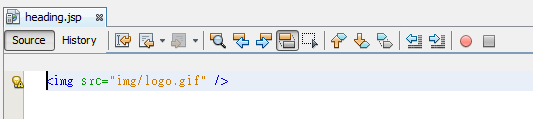 heading.jsp
Source History
<img src="img/logo.gif" />